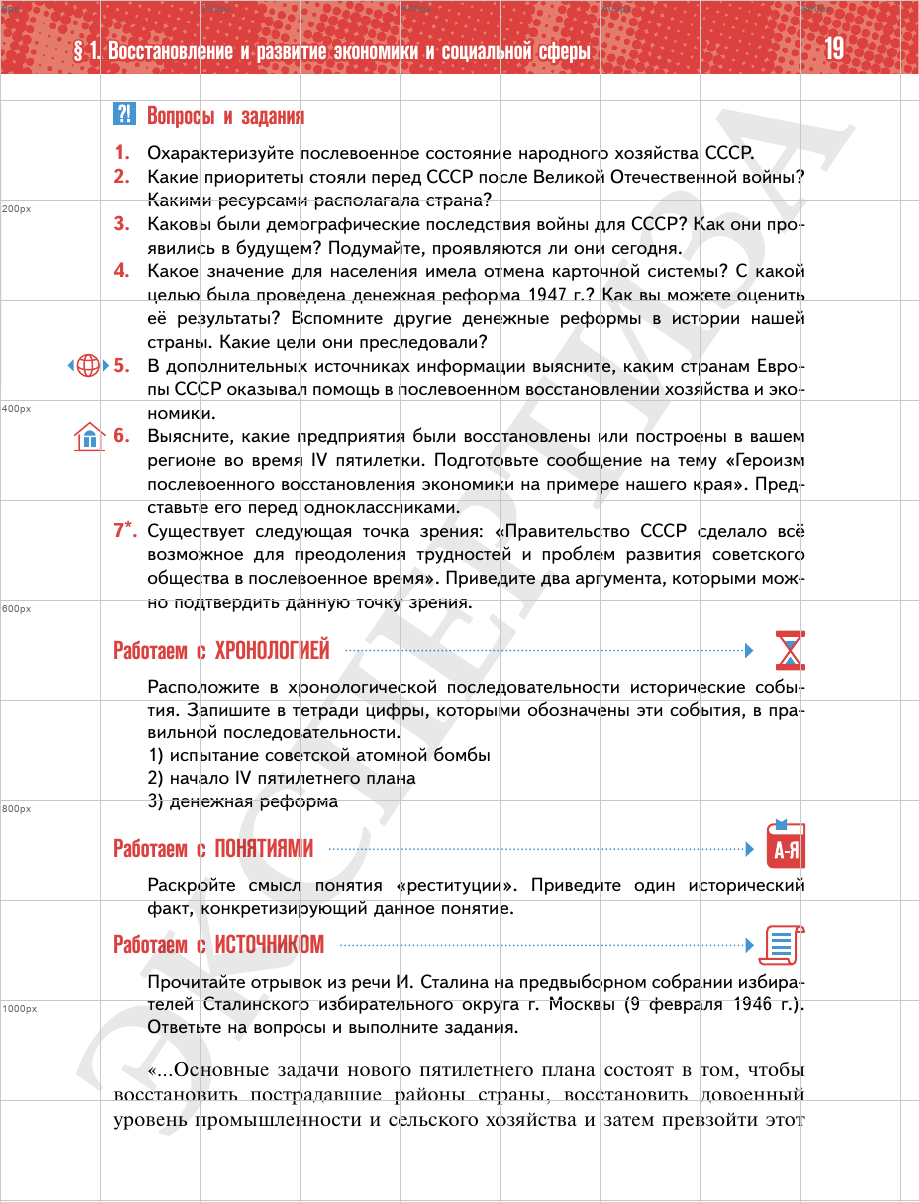 § 1. Восстановление и развитие экономики и социальной сферы 19
?! Вопросы и задания
1. Охарактеризуйте послевоенное состояние народного хозяйства СССР.
2. Какие приоритеты стояли перед СССР после Великой Отечественной войны?
Какими ресурсами располагала страна?
200px
3. Каковы были демографические последствия войны для СССР? Как они про-
явились в будущем? Подумайте, проявляются ли они сегодня.
4. Какое значение для населения имела отмена карточной системы? С какой
целью была проведена денежная реформа 1947 г.? Как вы можете оценить
её результаты? Вспомните другие денежные реформы в истории нашей
страны. Какие цели они преследовали?
5. В дополнительных источниках информации выясните, каким странам Евро-
пы СССР оказывал помощь в послевоенном восстановлении хозяйства и эко-
400px
номики.
6. Выясните, какие предприятия были восстановлены или построены в вашем
регионе во время IV пятилетки. Подготовьте сообщение на тему «Героизм
послевоенного восстановления экономики на примере нашего края». Пред-
ставьте его перед одноклассниками.
7*. Существует следующая точка зрения: «Правительство СССР сделало всё
возможное для преодоления трудностей и проблем развития советского
общества в послевоенное время». Приведите два аргумента, которыми мож-
но подтвердить данную точку зрения.
600px
Работаем с ХРОНОЛОГИЕЙ
Расположите в хронологической последовательности исторические собы-
тия. Запишите в тетради цифры, которыми обозначены эти события, в пра-
вильной последовательности.
1) испытание советской атомной бомбы
2) начало IV пятилетнего плана
3) денежная реформа
800px
Работаем с ПОНЯТИЯМИ
А-Я
Раскройте смысл понятия «реституции». Приведите один исторический
факт, конкретизирующий данное понятие.
Работаем с ИСТОЧНИКОМ
Прочитайте отрывок из речи И. Сталина на предвыборном собрании избира-
телей Сталинского избирательного округа г. Москвы (9 февраля 1946 г.).
1000px
Ответьте на вопросы и выполните задания.
«...Основные задачи нового пятилетнего плана состоят в том, чтобы
восстановить пострадавшие районы страны, восстановить довоенный
уровень промышленности и сельского хозяйства и затем превзойти этот
ЭКСПЕРТИЗА